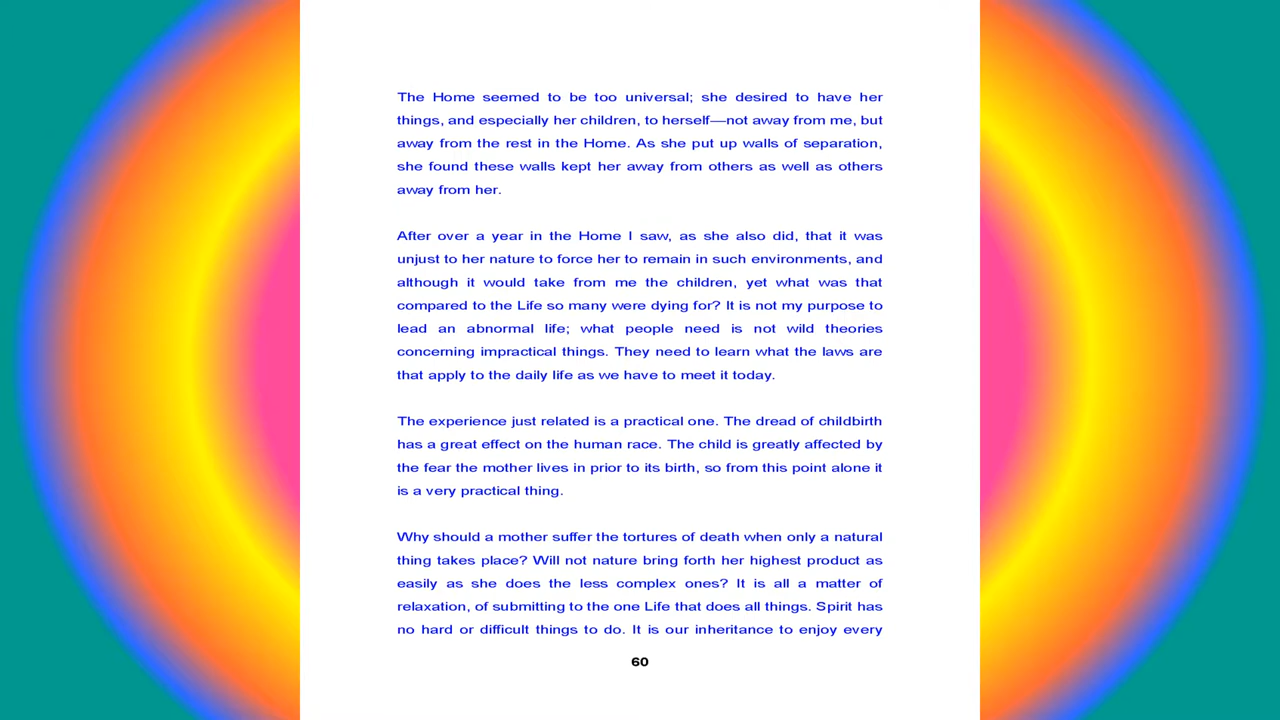 The Home seemed to be too universal; she desired to have her
things, and especially her children, to herself—not away from me, but
away from the rest in the Home. As she put up walls of separation,
she found these walls kept her away from others as well as others
away from her.
After over a year in the Home I saw, as she also did, that it was
unjust to her nature to force her to remain in such environments, and
although it would take from me the children, yet what was that
compared to the Life so many were dying for? It is not my purpose to
lead an abnormal life; what people need is not wild theories
concerning impractical things. They need to learn what the laws are
that apply to the daily life as we have to meet it today.
The experience just related is a practical one. The dread of childbirth
has a great effect on the human race. The child is greatly affected by
the fear the mother lives in prior to its birth, so from this point alone it
is a very practical thing.
Why should a mother suffer the tortures of death when only a natural
thing takes place? Will not nature bring forth her highest product as
easily as she does the less complex ones? It is all a matter of
relaxation, of submitting to the one Life that does all things. Spirit has
no hard or difficult things to do. It is our inheritance to enjoy every
60